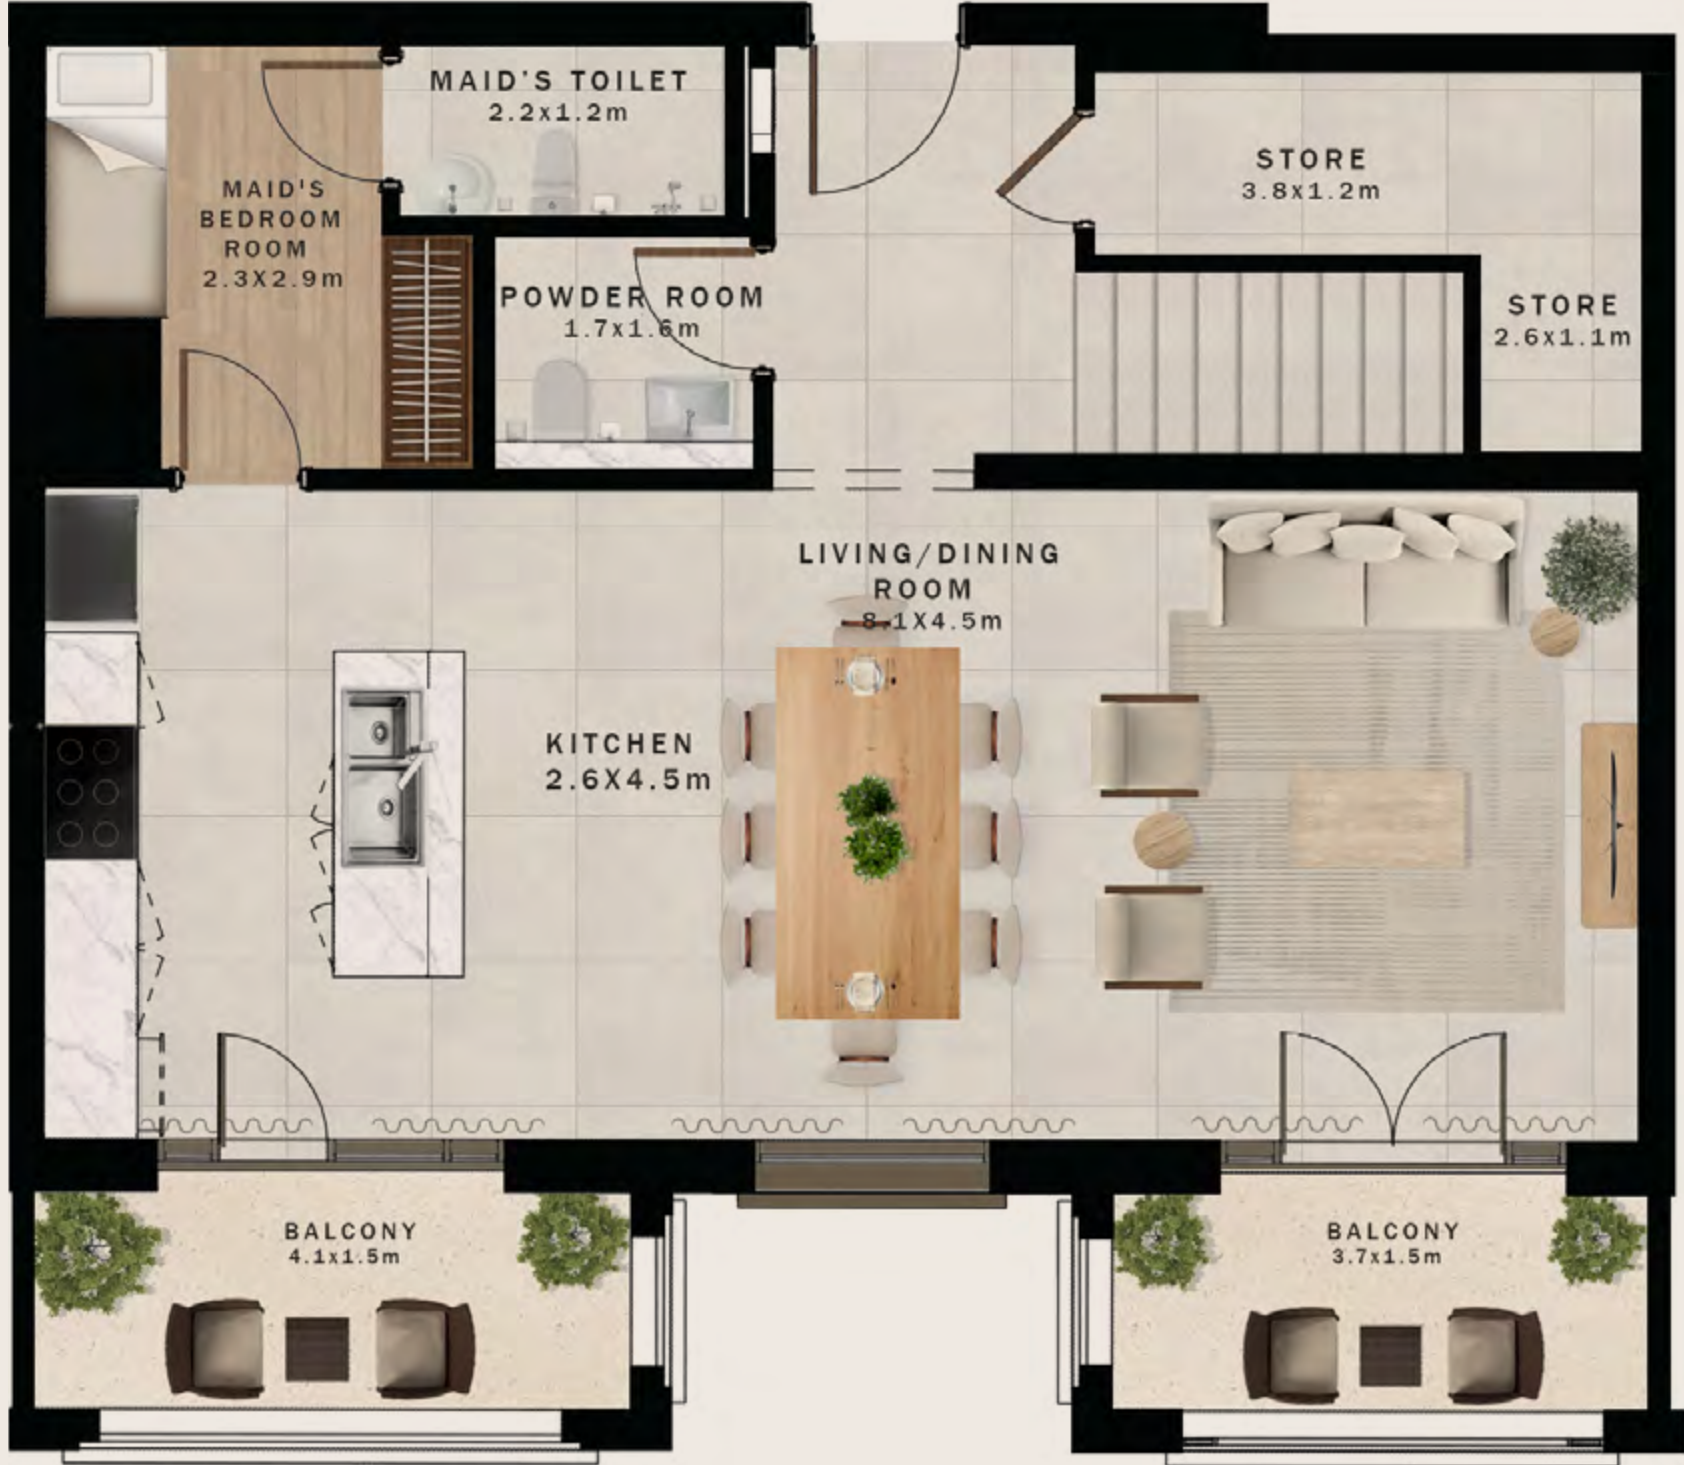 MAID'S TOILET
2.2x1.2m
STORE
3.8x1.2m
MAID'S
BEDROOM
ROOM
2.3X2.9m
POWDER ROOM
1.7x1.6m
STORE
2.6x1.1m
LIVING/DINING
ROOM
8.1X4.5m
KITCHEN
2.6X4.5m
BALCONY
4.1x1.5m
BALCONY
3.7x1.5m